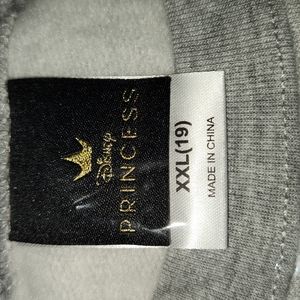 Disney
PRINCESS
XXL(19)
MADE IN CHINA